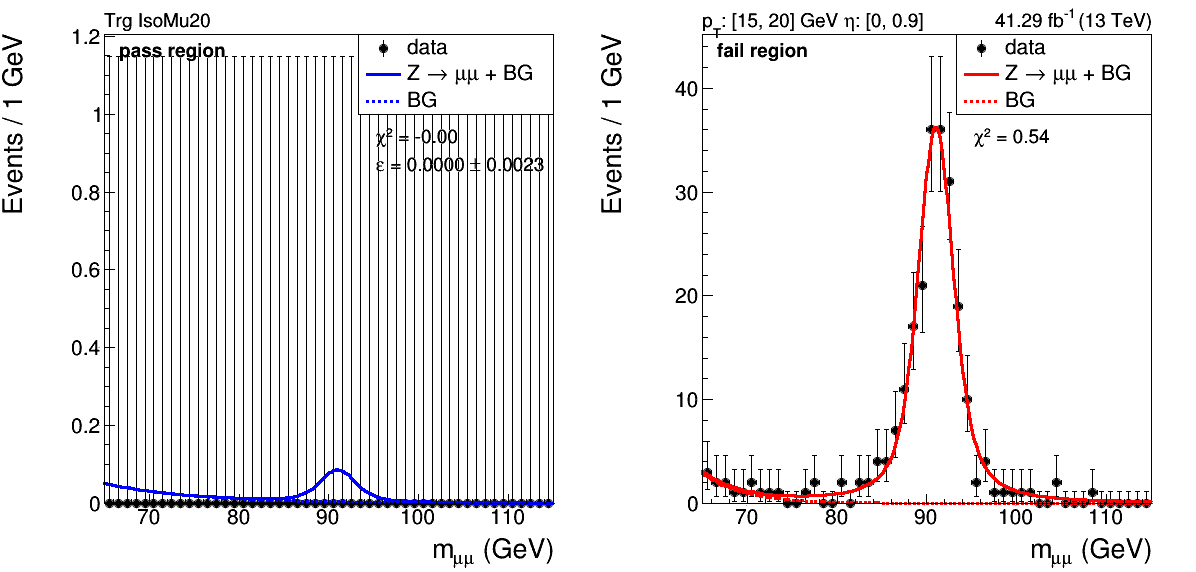 Trg IsoMu20
Events / 1 GeV
pass region
data
Z → μμ + BG
BG
χ² = -0.00
ε = 0.0000 ± 0.0023
1.2
1
0.8
0.6
0.4
0.2
0
70 80 90 100 110
m_μμ (GeV)
p_T: [15, 20] GeV η: [0, 0.9] 41.29 fb⁻¹ (13 TeV)
Events / 1 GeV
fail region
data
Z → μμ + BG
BG
χ² = 0.54
40
30
20
10
0
70 80 90 100 110
m_μμ (GeV)